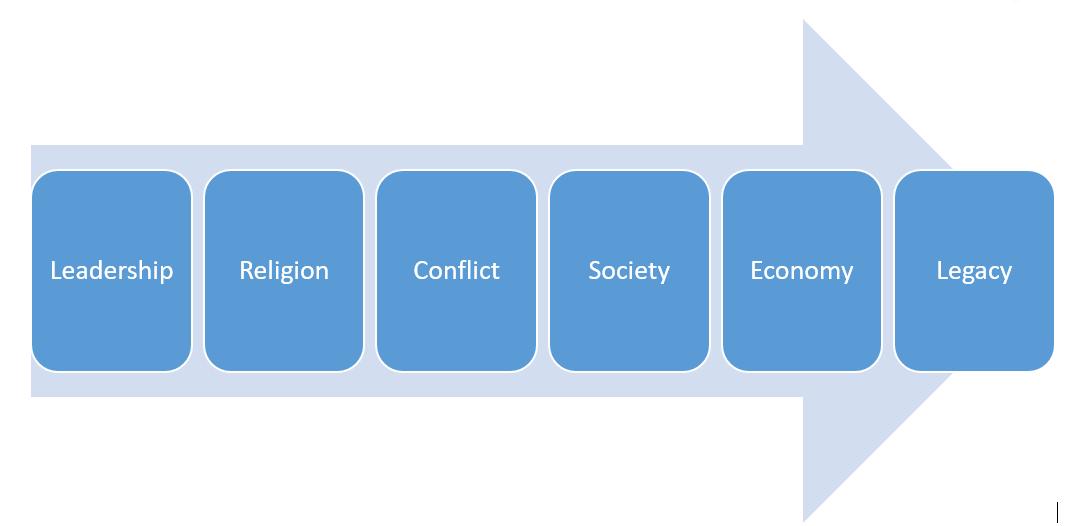 Leadership
Religion
Conflict
Society
Economy
Legacy